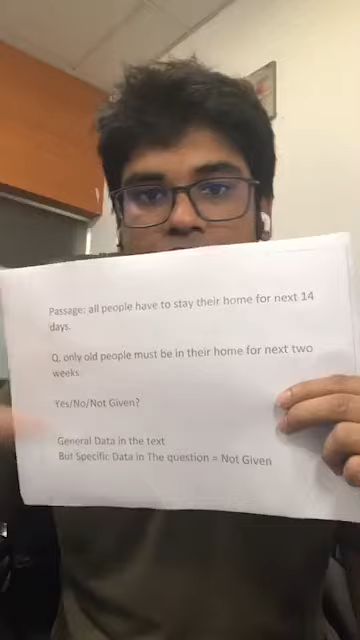 Passage: all people have to stay their home for next 14
days.
Q, only old people must be in their home for next two
weeks.
Yes/No/Not Given?
General Data in the text
But Specific Data in The question = Not Given